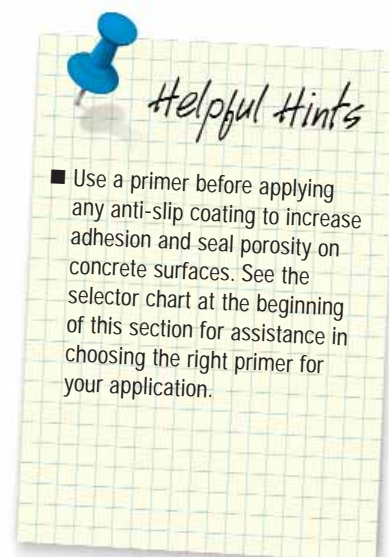 Helpful Hints
■ Use a primer before applying
any anti-slip coating to increase
adhesion and seal porosity on
concrete surfaces. See the
selector chart at the beginning
of this section for assistance in
choosing the right primer for
your application.